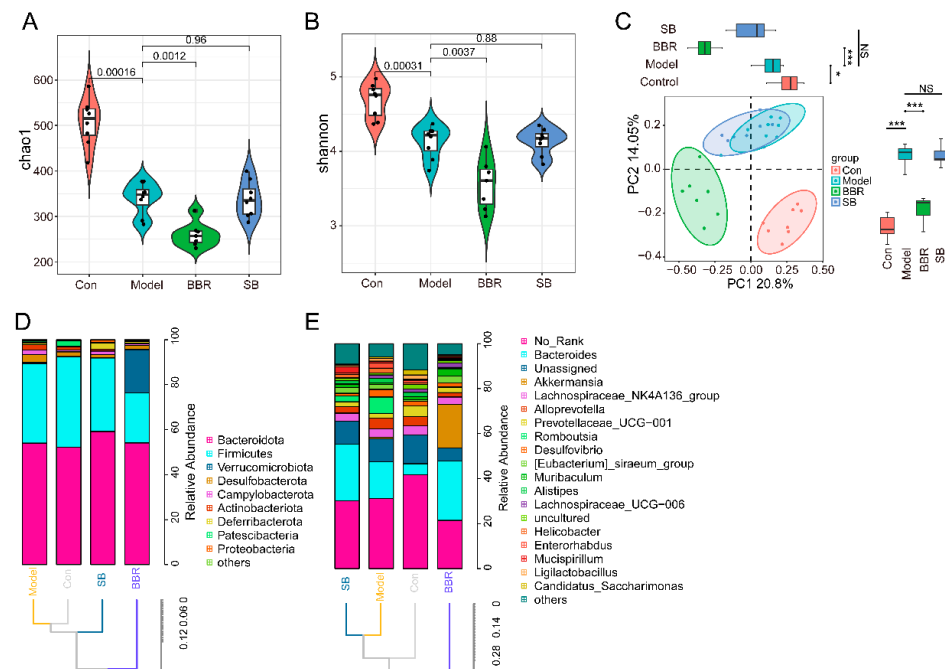 A
0.96
0.0012
0.00016
600
500
400
300
200
chao1
Con
Model
BBR
SB
B
0.88
0.0037
0.00031
5
4
3
hannon
Con
Model
BBR
SB
C
SB
BBR
Model
Control
NS
***
*
0.2
0.0
−0.2
−0.4
PC2 14.05%
−0.50
−0.25
0.00
0.25
0.50
PC1 20.8%
group
Con
Model
BBR
SB
NS
***
***
Con
Model
BBR
SB
D
100
80
60
40
20
0
Relative Abundance
Bacteroidota
Firmicutes
Verrucomicrobiota
Desulfobacterota
Campylobacterota
Actinobacteriota
Deferribacterota
Patescibacteria
Proteobacteria
others
Model
Con
SB
BBR
0.12 0.06 0
E
100
80
60
40
20
0
Relative Abundance
No_Rank
Bacteroides
Unassigned
Akkermansia
Lachnospiraceae_NK4A136_group
Alloprevotella
Prevotellaceae_UCG−001
Romboutsia
Desulfovibrio
[Eubacterium]_siraeum_group
Muribaculum
Alistipes
Lachnospiraceae_UCG−006
uncultured
Helicobacter
Enterorhabdus
Mucispirillum
Ligilactobacillus
Candidatus_Saccharimonas
others
SB
Model
Con
BBR
0.28 0.14 0